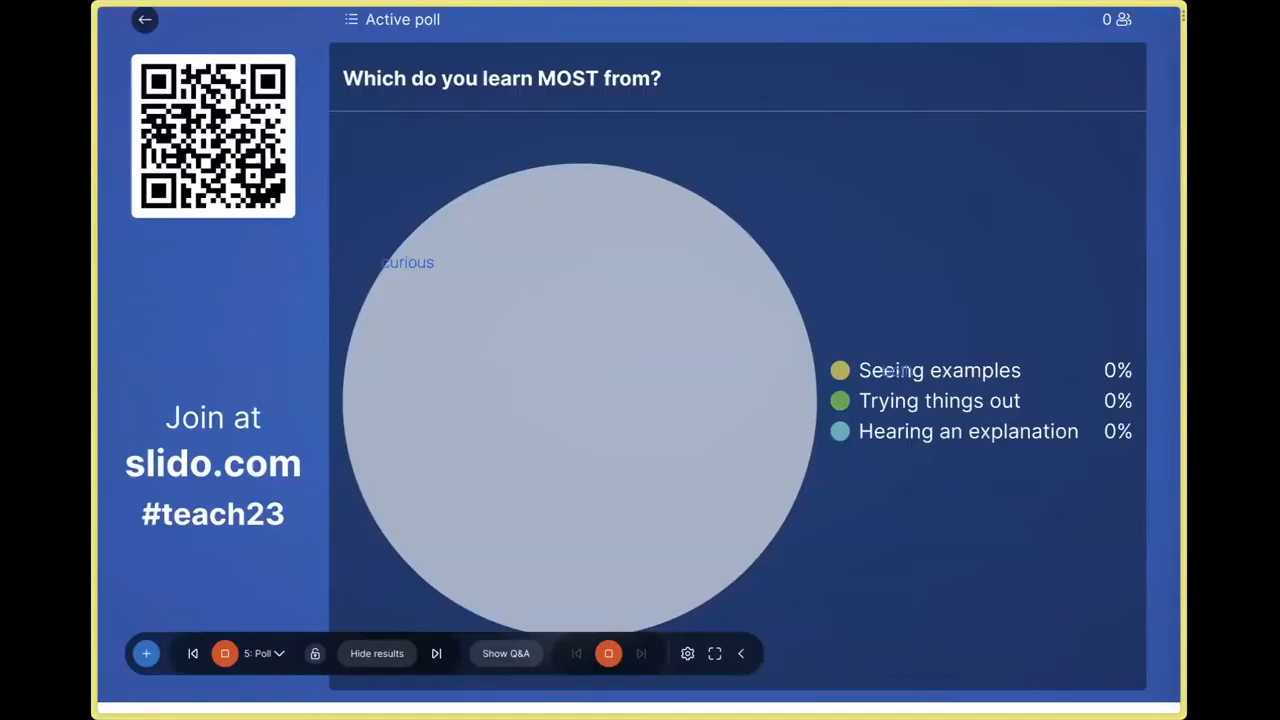 Active poll
0
Which do you learn MOST from?
curious
Seeing examples 0%
Trying things out 0%
Hearing an explanation 0%
Join at
slido.com
#teach23
5: Poll
Hide results
Show Q&A